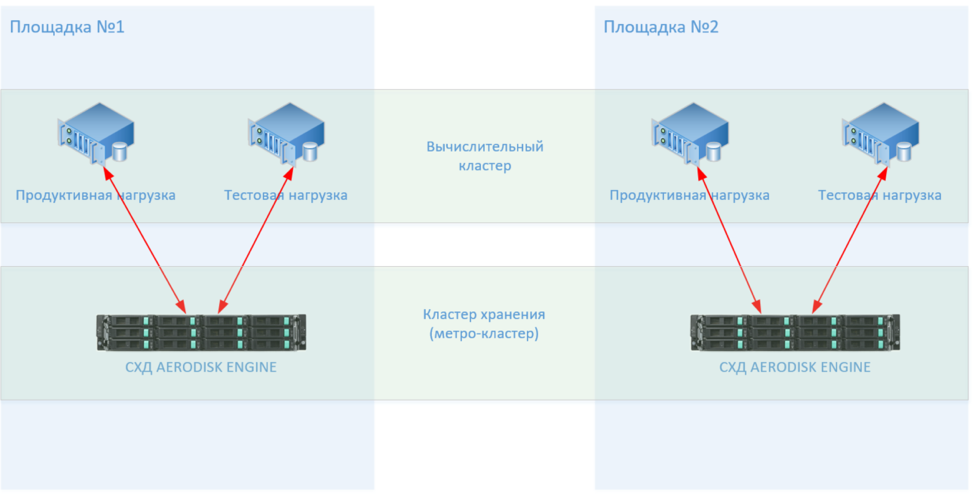 Площадка №1
Площадка №2
Вычислительный
кластер
Продуктивная нагрузка
Тестовая нагрузка
Продуктивная нагрузка
Тестовая нагрузка
Кластер хранения
(метро-кластер)
СХД AERODISK ENGINE
СХД AERODISK ENGINE